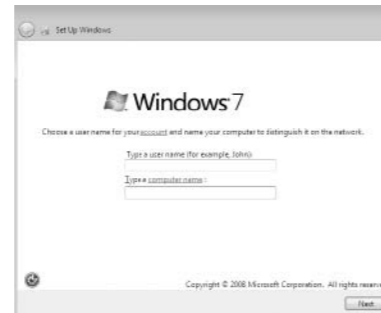 Set Up Windows
Windows 7
Choose a user name for your account and name your computer to distinguish it on the network.
Type a user name (for example, John):
Type a computer name :
Copyright © 2008 Microsoft Corporation. All rights reserve
Next